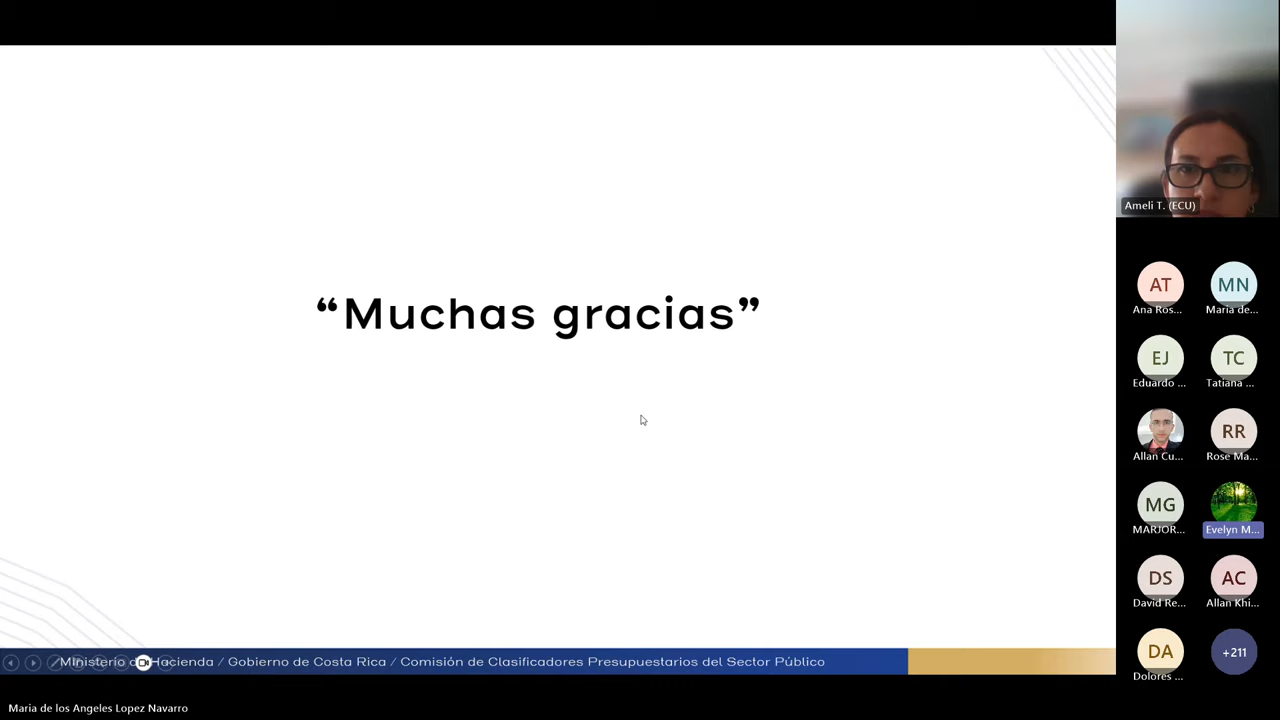 “Muchas gracias”
Ministerio de Hacienda / Gobierno de Costa Rica / Comisión de Clasificadores Presupuestarios del Sector Público
Maria de los Angeles Lopez Navarro
Ameli T. (ECU)
AT
Ana Ros...
MN
Maria de...
EJ
Eduardo ...
TC
Tatiana ...
Allan Cu...
RR
Rose Ma...
MG
MARJOR...
Evelyn M...
DS
David Re...
AC
Allan Khi...
DA
Dolores ...
+211